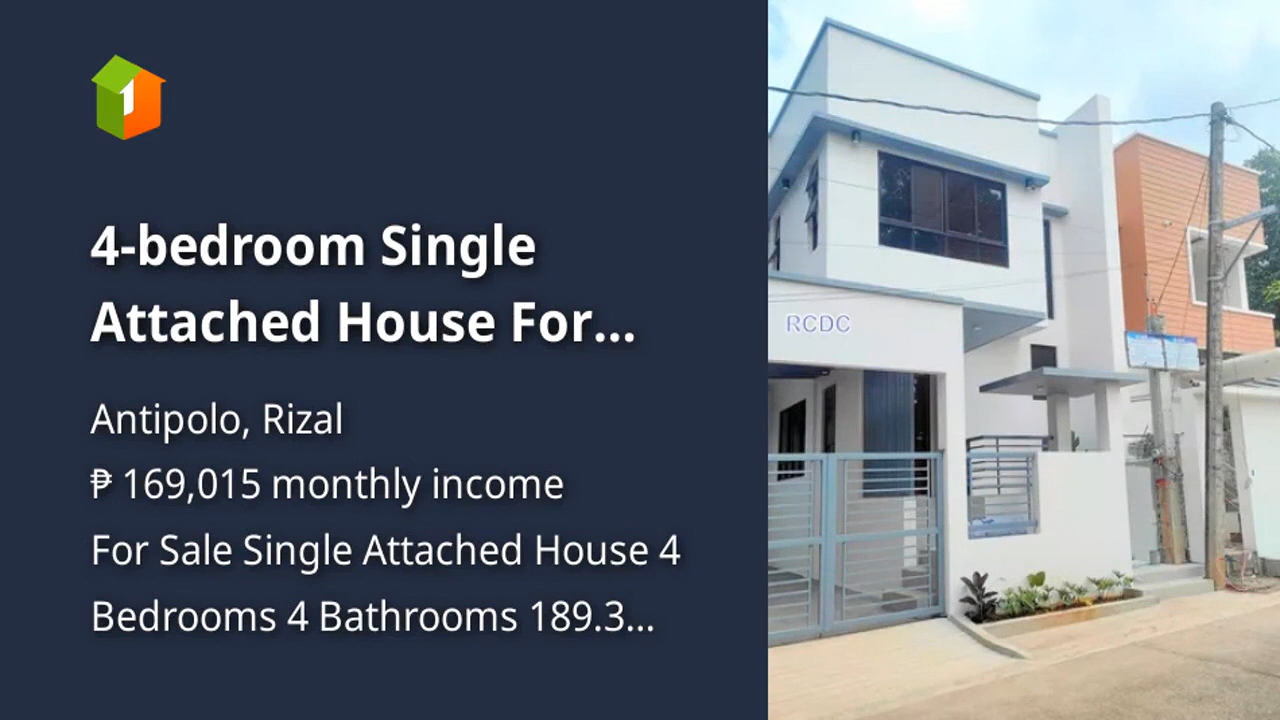 4-bedroom Single
Attached House For...
Antipolo, Rizal
₱ 169,015 monthly income
For Sale Single Attached House 4
Bedrooms 4 Bathrooms 189.3...
RCDC